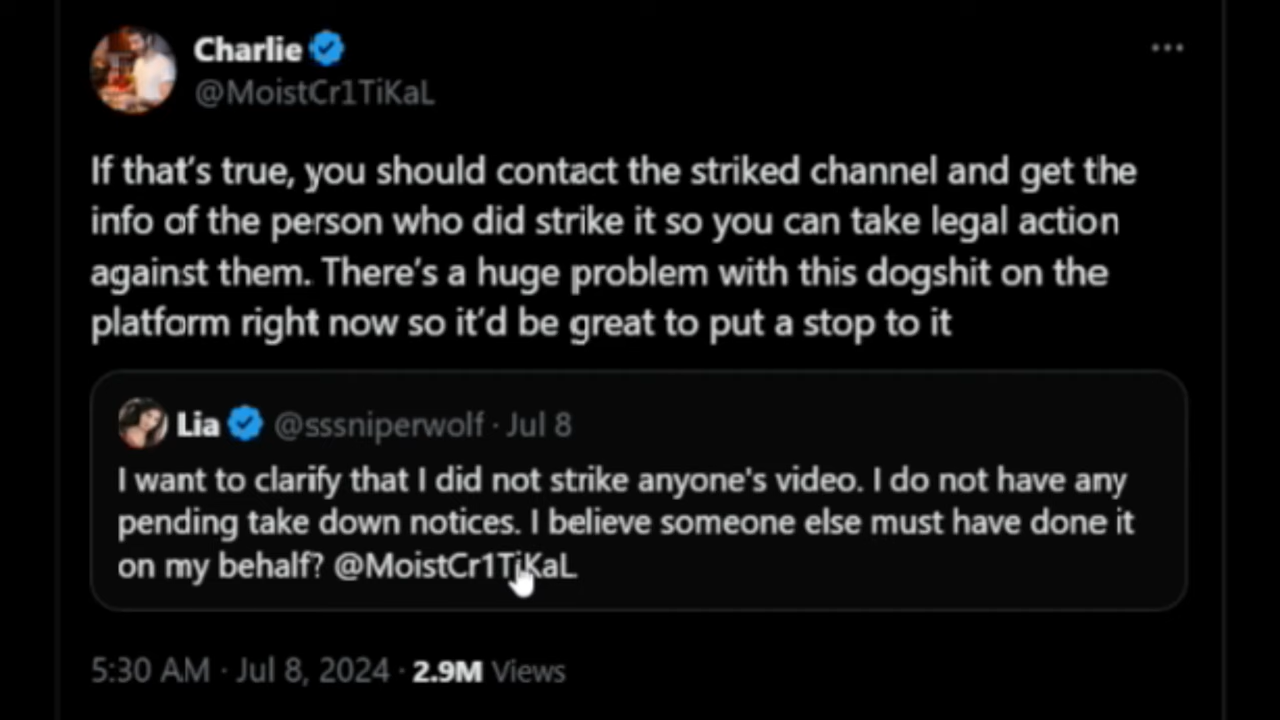 Charlie
@MoistCr1TiKaL
If that's true, you should contact the striked channel and get the
info of the person who did strike it so you can take legal action
against them. There's a huge problem with this dogshit on the
platform right now so it'd be great to put a stop to it
Lia @sssniperwolf · Jul 8
I want to clarify that I did not strike anyone's video. I do not have any
pending take down notices. I believe someone else must have done it
on my behalf? @MoistCr1TiKaL
5:30 AM · Jul 8, 2024 · 2.9M Views